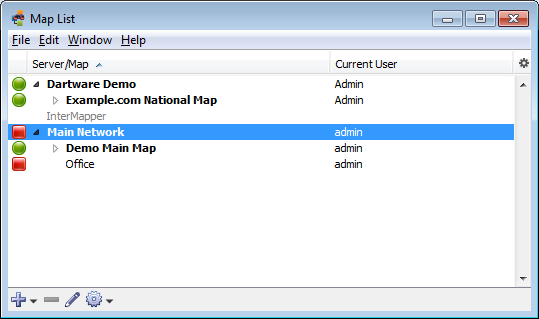 Map List
File Edit Window Help
Server/Map Current User
Dartware Demo Admin
Example.com National Map Admin
InterMapper
Main Network admin
Demo Main Map admin
Office admin